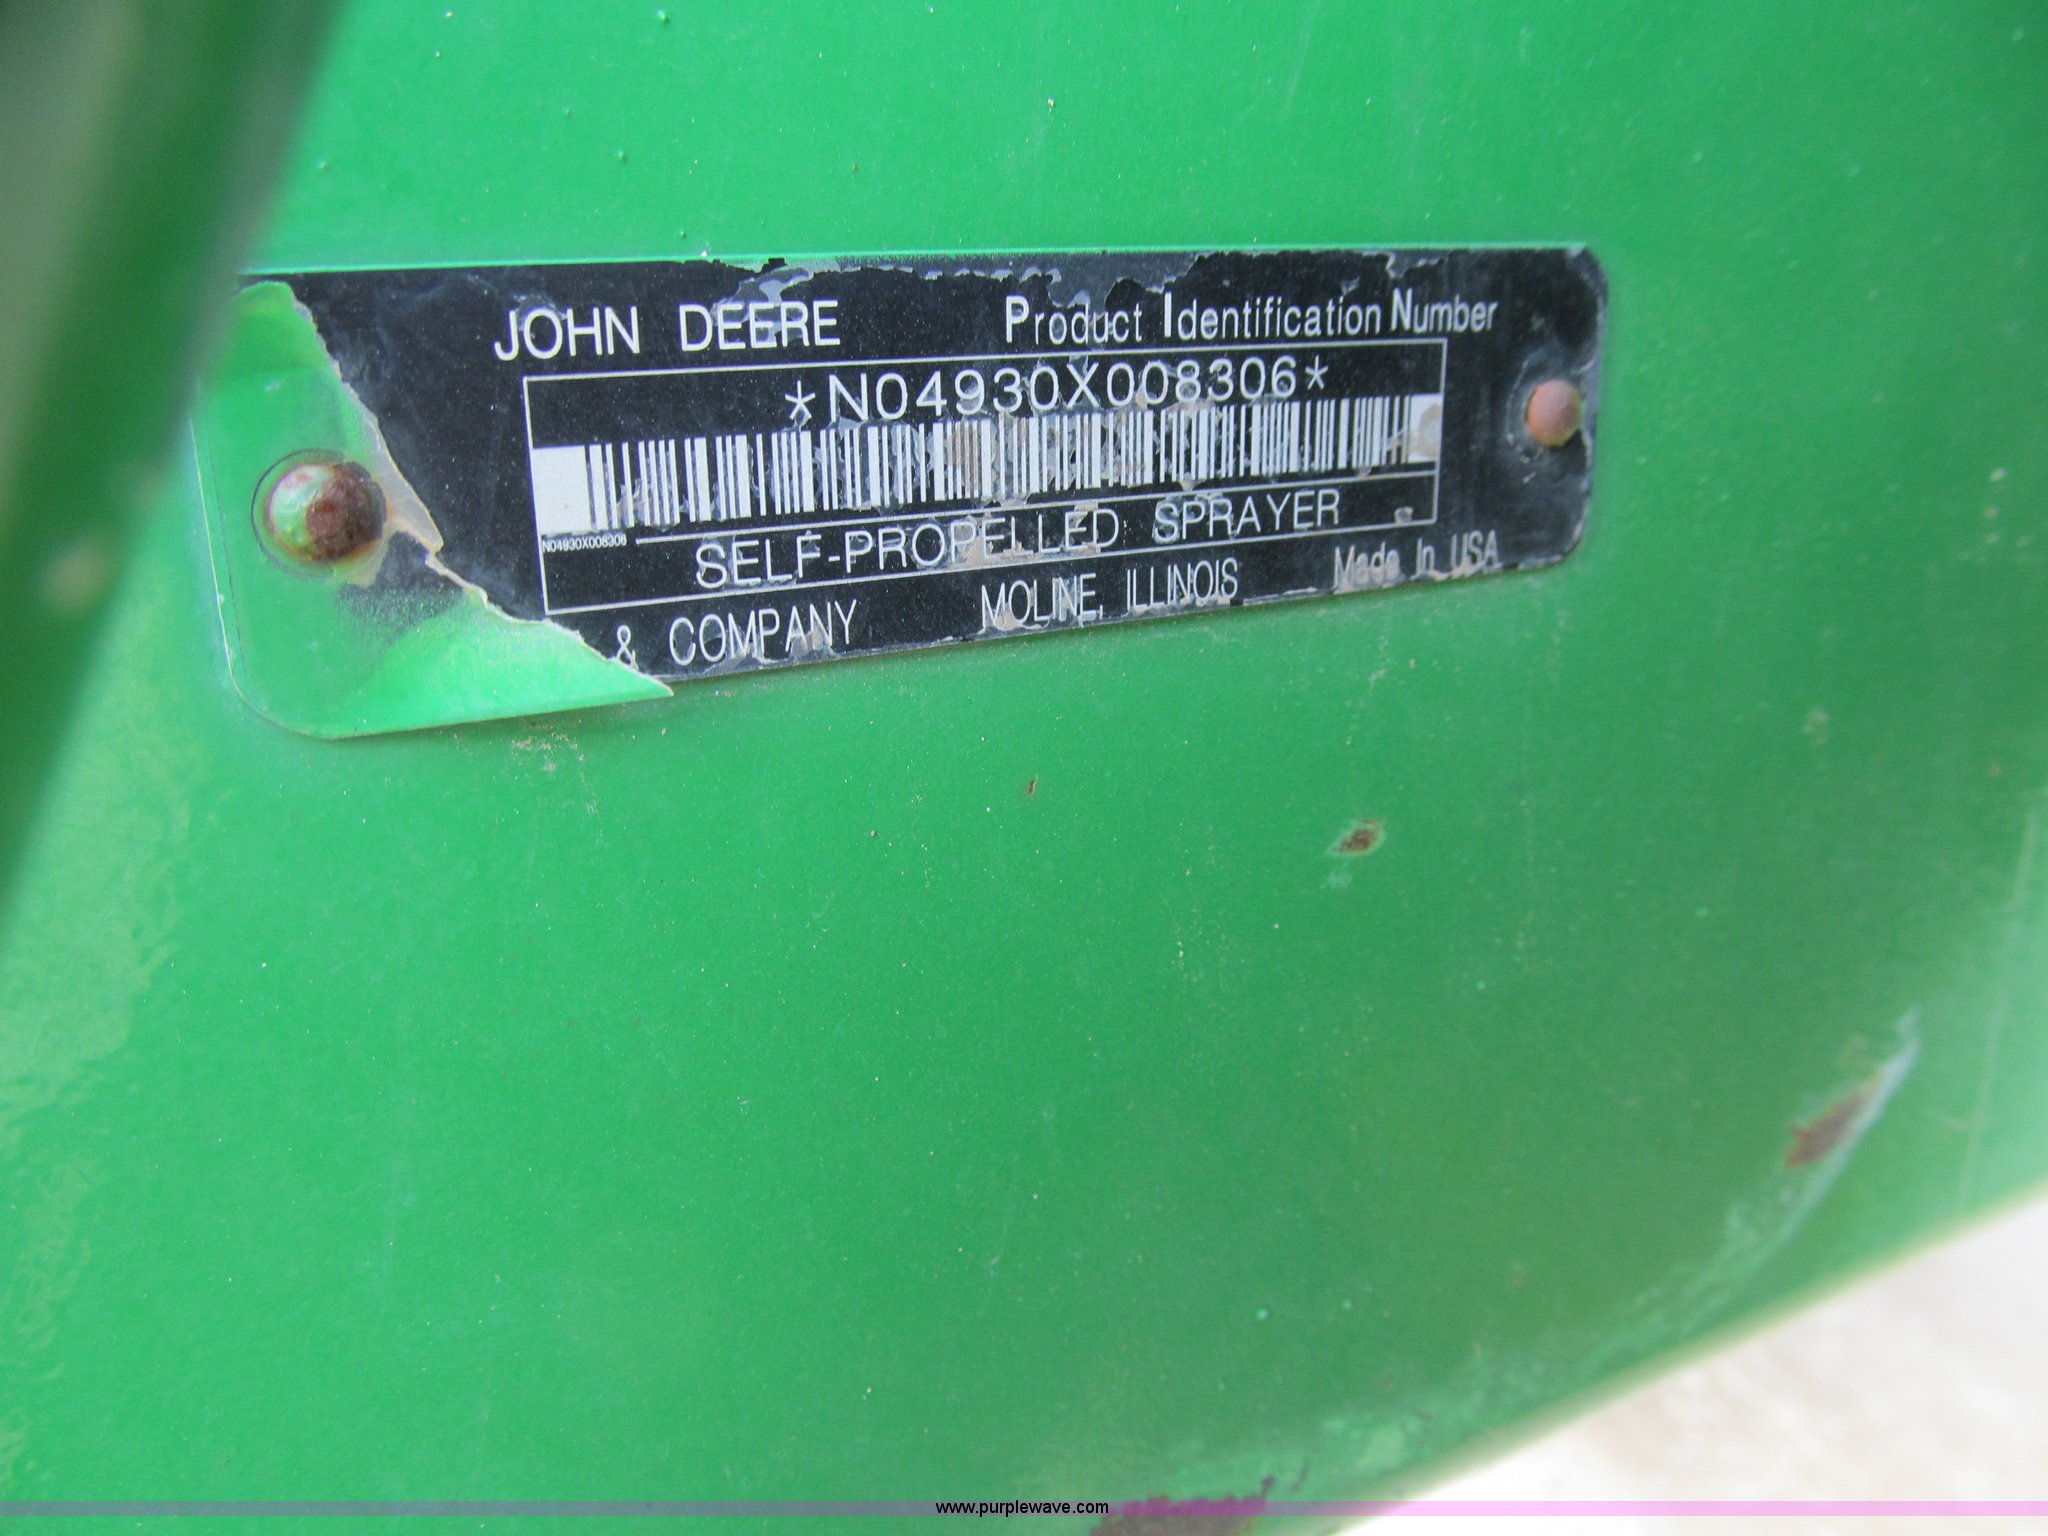 JOHN DEERE Product Identification Number
*N04930X008306*
N04930X008306
SELF-PROPELLED SPRAYER
& COMPANY MOLINE, ILLINOIS Made In USA
www.purplewave.com